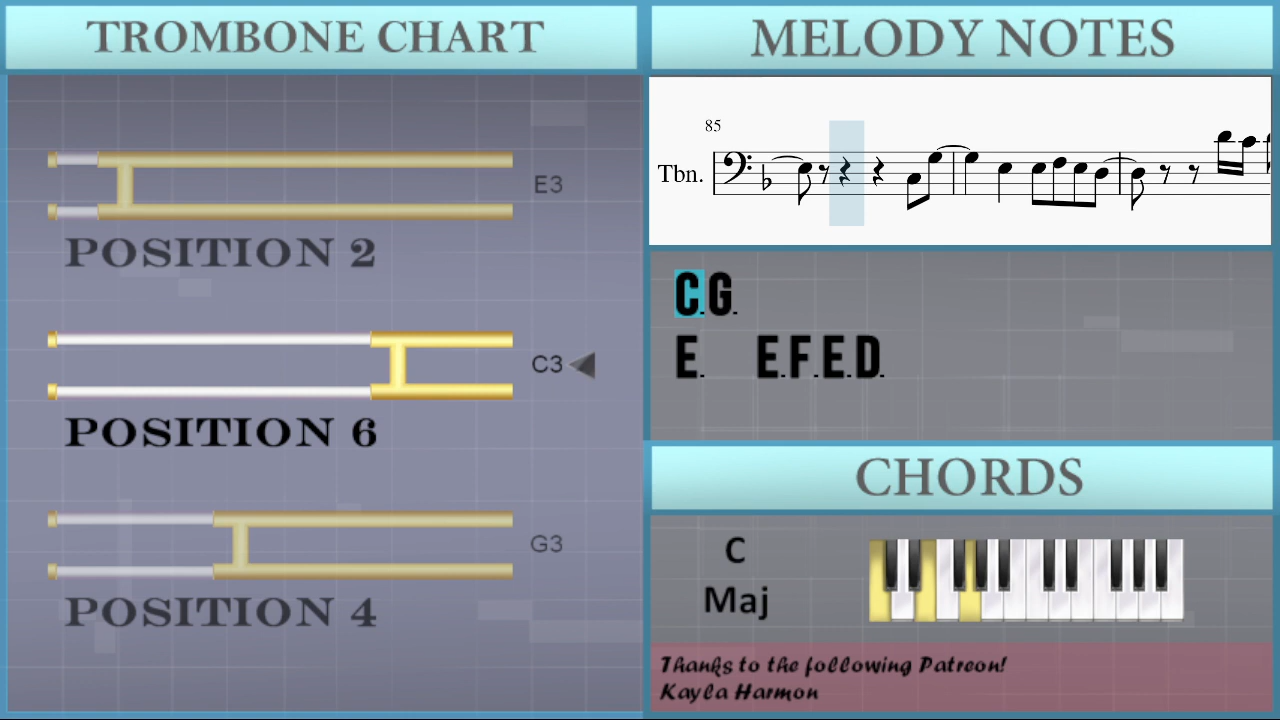 TROMBONE CHART
E3
POSITION 2
C3
POSITION 6
G3
POSITION 4
MELODY NOTES
85
Tbn.
C.G.
E. E.F.E.D.
CHORDS
C
Maj
Thanks to the following Patreon!
Kayla Harmon